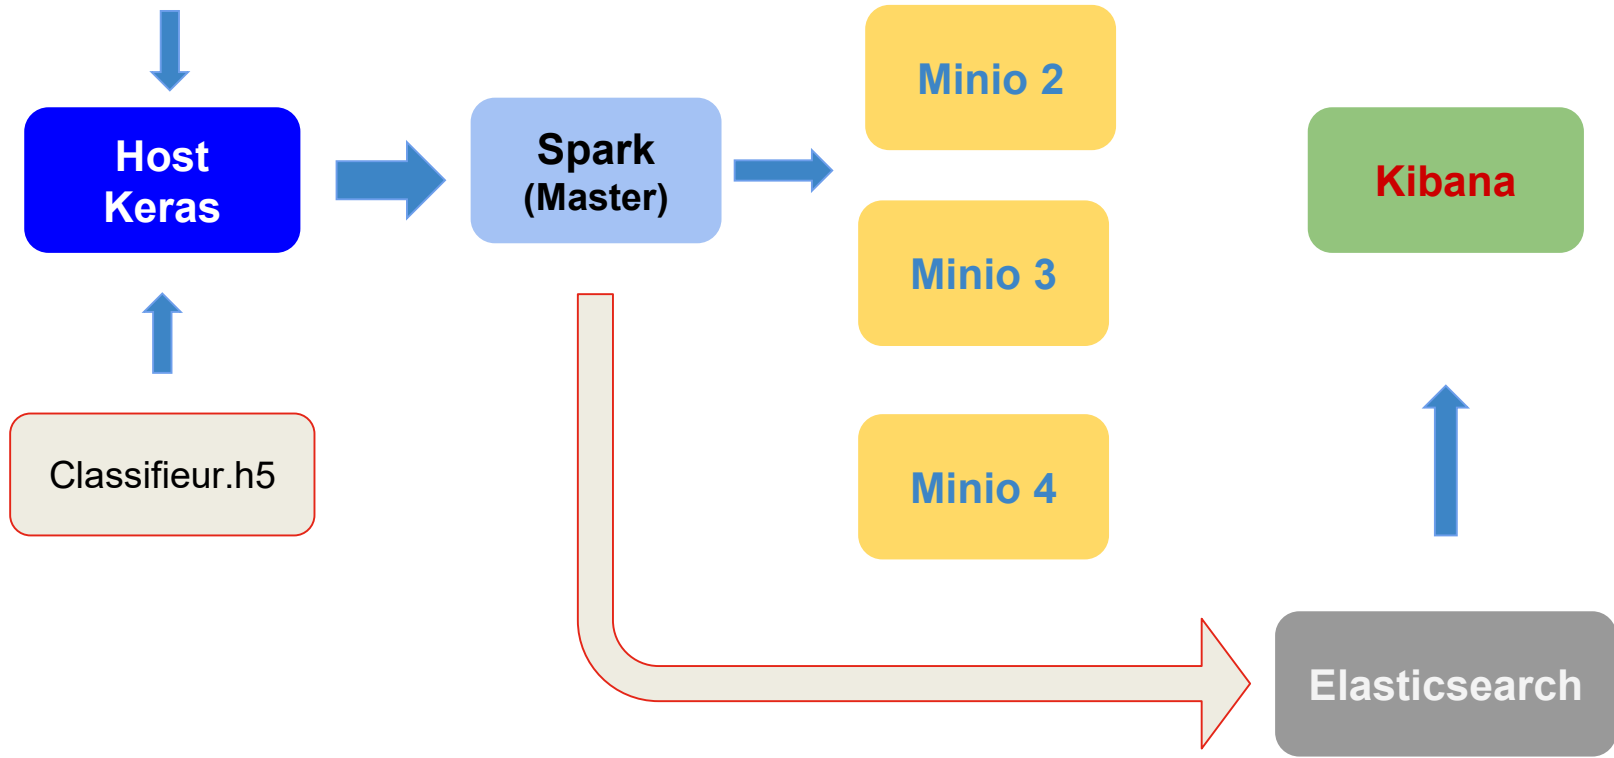 Host
Keras
Spark
(Master)
Minio 2
Minio 3
Minio 4
Kibana
Classifieur.h5
Elasticsearch